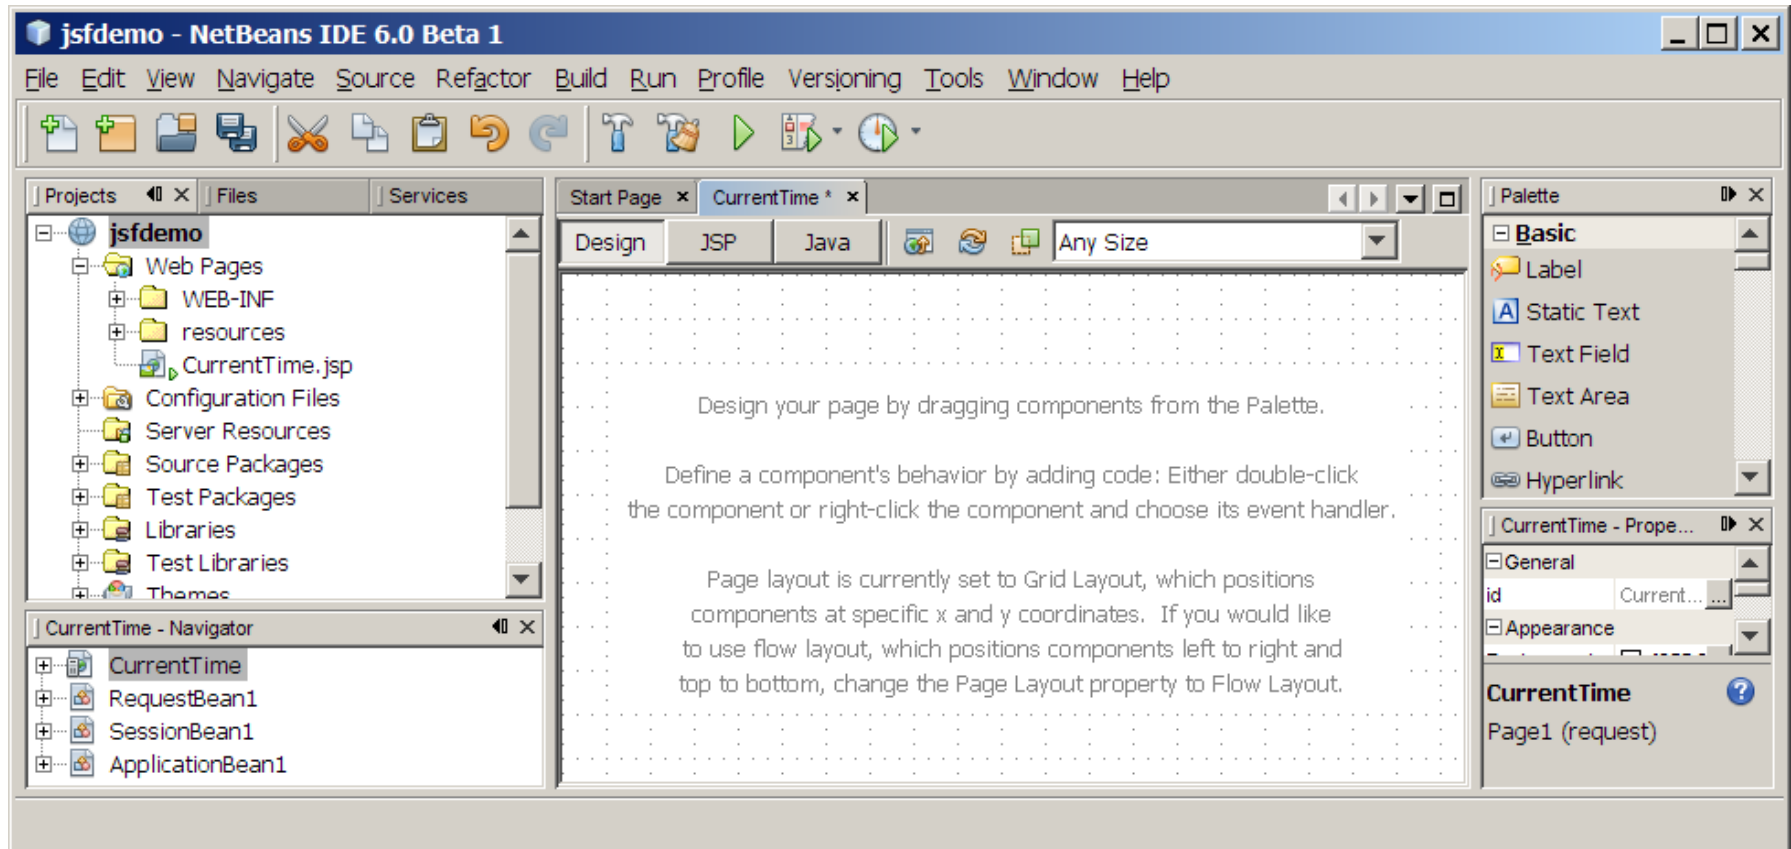 jsfdemo - NetBeans IDE 6.0 Beta 1
File Edit View Navigate Source Refactor Build Run Profile Versioning Tools Window Help
Projects Files Services
jsfdemo
Web Pages
WEB-INF
resources
CurrentTime.jsp
Configuration Files
Server Resources
Source Packages
Test Packages
Libraries
Test Libraries
Themes
CurrentTime - Navigator
CurrentTime
RequestBean1
SessionBean1
ApplicationBean1
Start Page CurrentTime *
Design JSP Java Any Size
Design your page by dragging components from the Palette.
Define a component's behavior by adding code: Either double-click
the component or right-click the component and choose its event handler.
Page layout is currently set to Grid Layout, which positions
components at specific x and y coordinates. If you would like
to use flow layout, which positions components left to right and
top to bottom, change the Page Layout property to Flow Layout.
Palette
Basic
Label
Static Text
Text Field
Text Area
Button
Hyperlink
CurrentTime - Prope...
General
id Current... ...
Appearance
CurrentTime
Page1 (request)